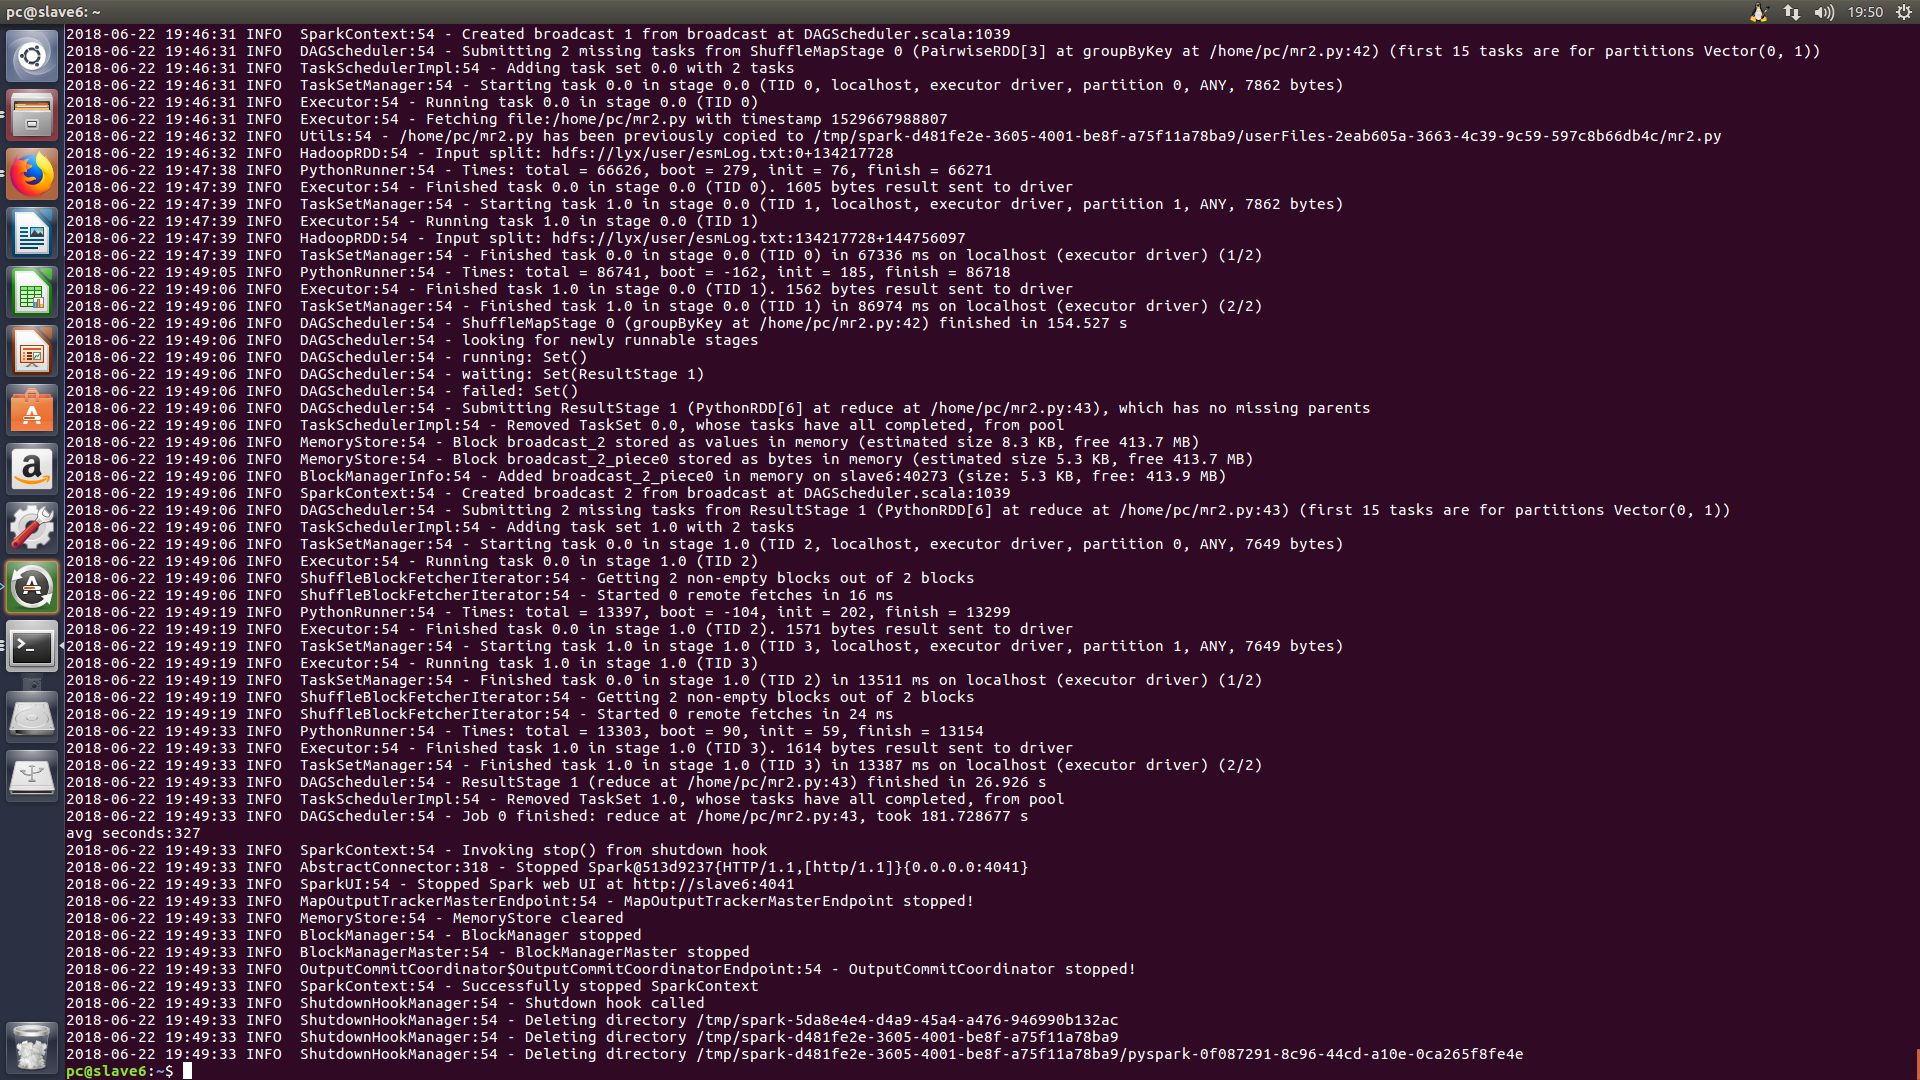 pc@slave6: ~
19:50
2018-06-22 19:46:31 INFO  SparkContext:54 - Created broadcast 1 from broadcast at DAGScheduler.scala:1039
2018-06-22 19:46:31 INFO  DAGScheduler:54 - Submitting 2 missing tasks from ShuffleMapStage 0 (PairwiseRDD[3] at groupByKey at /home/pc/mr2.py:42) (first 15 tasks are for partitions Vector(0, 1))
2018-06-22 19:46:31 INFO  TaskSchedulerImpl:54 - Adding task set 0.0 with 2 tasks
2018-06-22 19:46:31 INFO  TaskSetManager:54 - Starting task 0.0 in stage 0.0 (TID 0, localhost, executor driver, partition 0, ANY, 7862 bytes)
2018-06-22 19:46:31 INFO  Executor:54 - Running task 0.0 in stage 0.0 (TID 0)
2018-06-22 19:46:31 INFO  Executor:54 - Fetching file:/home/pc/mr2.py with timestamp 1529667988807
2018-06-22 19:46:32 INFO  Utils:54 - /home/pc/mr2.py has been previously copied to /tmp/spark-d481fe2e-3605-4001-be8f-a75f11a78ba9/userFiles-2eab605a-3663-4c39-9c59-597c8b66db4c/mr2.py
2018-06-22 19:46:32 INFO  HadoopRDD:54 - Input split: hdfs://lyx/user/esmLog.txt:0+134217728
2018-06-22 19:47:38 INFO  PythonRunner:54 - Times: total = 66626, boot = 279, init = 76, finish = 66271
2018-06-22 19:47:39 INFO  Executor:54 - Finished task 0.0 in stage 0.0 (TID 0). 1605 bytes result sent to driver
2018-06-22 19:47:39 INFO  TaskSetManager:54 - Starting task 1.0 in stage 0.0 (TID 1, localhost, executor driver, partition 1, ANY, 7862 bytes)
2018-06-22 19:47:39 INFO  Executor:54 - Running task 1.0 in stage 0.0 (TID 1)
2018-06-22 19:47:39 INFO  HadoopRDD:54 - Input split: hdfs://lyx/user/esmLog.txt:134217728+144756097
2018-06-22 19:47:39 INFO  TaskSetManager:54 - Finished task 0.0 in stage 0.0 (TID 0) in 67336 ms on localhost (executor driver) (1/2)
2018-06-22 19:49:05 INFO  PythonRunner:54 - Times: total = 86741, boot = -162, init = 185, finish = 86718
2018-06-22 19:49:06 INFO  Executor:54 - Finished task 1.0 in stage 0.0 (TID 1). 1562 bytes result sent to driver
2018-06-22 19:49:06 INFO  TaskSetManager:54 - Finished task 1.0 in stage 0.0 (TID 1) in 86974 ms on localhost (executor driver) (2/2)
2018-06-22 19:49:06 INFO  DAGScheduler:54 - ShuffleMapStage 0 (groupByKey at /home/pc/mr2.py:42) finished in 154.527 s
2018-06-22 19:49:06 INFO  DAGScheduler:54 - looking for newly runnable stages
2018-06-22 19:49:06 INFO  DAGScheduler:54 - running: Set()
2018-06-22 19:49:06 INFO  DAGScheduler:54 - waiting: Set(ResultStage 1)
2018-06-22 19:49:06 INFO  DAGScheduler:54 - failed: Set()
2018-06-22 19:49:06 INFO  DAGScheduler:54 - Submitting ResultStage 1 (PythonRDD[6] at reduce at /home/pc/mr2.py:43), which has no missing parents
2018-06-22 19:49:06 INFO  TaskSchedulerImpl:54 - Removed TaskSet 0.0, whose tasks have all completed, from pool
2018-06-22 19:49:06 INFO  MemoryStore:54 - Block broadcast_2 stored as values in memory (estimated size 8.3 KB, free 413.7 MB)
2018-06-22 19:49:06 INFO  MemoryStore:54 - Block broadcast_2_piece0 stored as bytes in memory (estimated size 5.3 KB, free 413.7 MB)
2018-06-22 19:49:06 INFO  BlockManagerInfo:54 - Added broadcast_2_piece0 in memory on slave6:40273 (size: 5.3 KB, free: 413.9 MB)
2018-06-22 19:49:06 INFO  SparkContext:54 - Created broadcast 2 from broadcast at DAGScheduler.scala:1039
2018-06-22 19:49:06 INFO  DAGScheduler:54 - Submitting 2 missing tasks from ResultStage 1 (PythonRDD[6] at reduce at /home/pc/mr2.py:43) (first 15 tasks are for partitions Vector(0, 1))
2018-06-22 19:49:06 INFO  TaskSchedulerImpl:54 - Adding task set 1.0 with 2 tasks
2018-06-22 19:49:06 INFO  TaskSetManager:54 - Starting task 0.0 in stage 1.0 (TID 2, localhost, executor driver, partition 0, ANY, 7649 bytes)
2018-06-22 19:49:06 INFO  Executor:54 - Running task 0.0 in stage 1.0 (TID 2)
2018-06-22 19:49:06 INFO  ShuffleBlockFetcherIterator:54 - Getting 2 non-empty blocks out of 2 blocks
2018-06-22 19:49:06 INFO  ShuffleBlockFetcherIterator:54 - Started 0 remote fetches in 16 ms
2018-06-22 19:49:19 INFO  PythonRunner:54 - Times: total = 13397, boot = -104, init = 202, finish = 13299
2018-06-22 19:49:19 INFO  Executor:54 - Finished task 0.0 in stage 1.0 (TID 2). 1571 bytes result sent to driver
2018-06-22 19:49:19 INFO  TaskSetManager:54 - Starting task 1.0 in stage 1.0 (TID 3, localhost, executor driver, partition 1, ANY, 7649 bytes)
2018-06-22 19:49:19 INFO  Executor:54 - Running task 1.0 in stage 1.0 (TID 3)
2018-06-22 19:49:19 INFO  TaskSetManager:54 - Finished task 0.0 in stage 1.0 (TID 2) in 13511 ms on localhost (executor driver) (1/2)
2018-06-22 19:49:19 INFO  ShuffleBlockFetcherIterator:54 - Getting 2 non-empty blocks out of 2 blocks
2018-06-22 19:49:19 INFO  ShuffleBlockFetcherIterator:54 - Started 0 remote fetches in 24 ms
2018-06-22 19:49:33 INFO  PythonRunner:54 - Times: total = 13303, boot = 90, init = 59, finish = 13154
2018-06-22 19:49:33 INFO  Executor:54 - Finished task 1.0 in stage 1.0 (TID 3). 1614 bytes result sent to driver
2018-06-22 19:49:33 INFO  TaskSetManager:54 - Finished task 1.0 in stage 1.0 (TID 3) in 13387 ms on localhost (executor driver) (2/2)
2018-06-22 19:49:33 INFO  DAGScheduler:54 - ResultStage 1 (reduce at /home/pc/mr2.py:43) finished in 26.926 s
2018-06-22 19:49:33 INFO  TaskSchedulerImpl:54 - Removed TaskSet 1.0, whose tasks have all completed, from pool
2018-06-22 19:49:33 INFO  DAGScheduler:54 - Job 0 finished: reduce at /home/pc/mr2.py:43, took 181.728677 s
avg seconds:327
2018-06-22 19:49:33 INFO  SparkContext:54 - Invoking stop() from shutdown hook
2018-06-22 19:49:33 INFO  AbstractConnector:318 - Stopped Spark@513d9237{HTTP/1.1,[http/1.1]}{0.0.0.0:4041}
2018-06-22 19:49:33 INFO  SparkUI:54 - Stopped Spark web UI at http://slave6:4041
2018-06-22 19:49:33 INFO  MapOutputTrackerMasterEndpoint:54 - MapOutputTrackerMasterEndpoint stopped!
2018-06-22 19:49:33 INFO  MemoryStore:54 - MemoryStore cleared
2018-06-22 19:49:33 INFO  BlockManager:54 - BlockManager stopped
2018-06-22 19:49:33 INFO  BlockManagerMaster:54 - BlockManagerMaster stopped
2018-06-22 19:49:33 INFO  OutputCommitCoordinator$OutputCommitCoordinatorEndpoint:54 - OutputCommitCoordinator stopped!
2018-06-22 19:49:33 INFO  SparkContext:54 - Successfully stopped SparkContext
2018-06-22 19:49:33 INFO  ShutdownHookManager:54 - Shutdown hook called
2018-06-22 19:49:33 INFO  ShutdownHookManager:54 - Deleting directory /tmp/spark-5da8e4e4-d4a9-45a4-a476-946990b132ac
2018-06-22 19:49:33 INFO  ShutdownHookManager:54 - Deleting directory /tmp/spark-d481fe2e-3605-4001-be8f-a75f11a78ba9
2018-06-22 19:49:33 INFO  ShutdownHookManager:54 - Deleting directory /tmp/spark-d481fe2e-3605-4001-be8f-a75f11a78ba9/pyspark-0f087291-8c96-44cd-a10e-0ca265f8fe4e
pc@slave6:~$